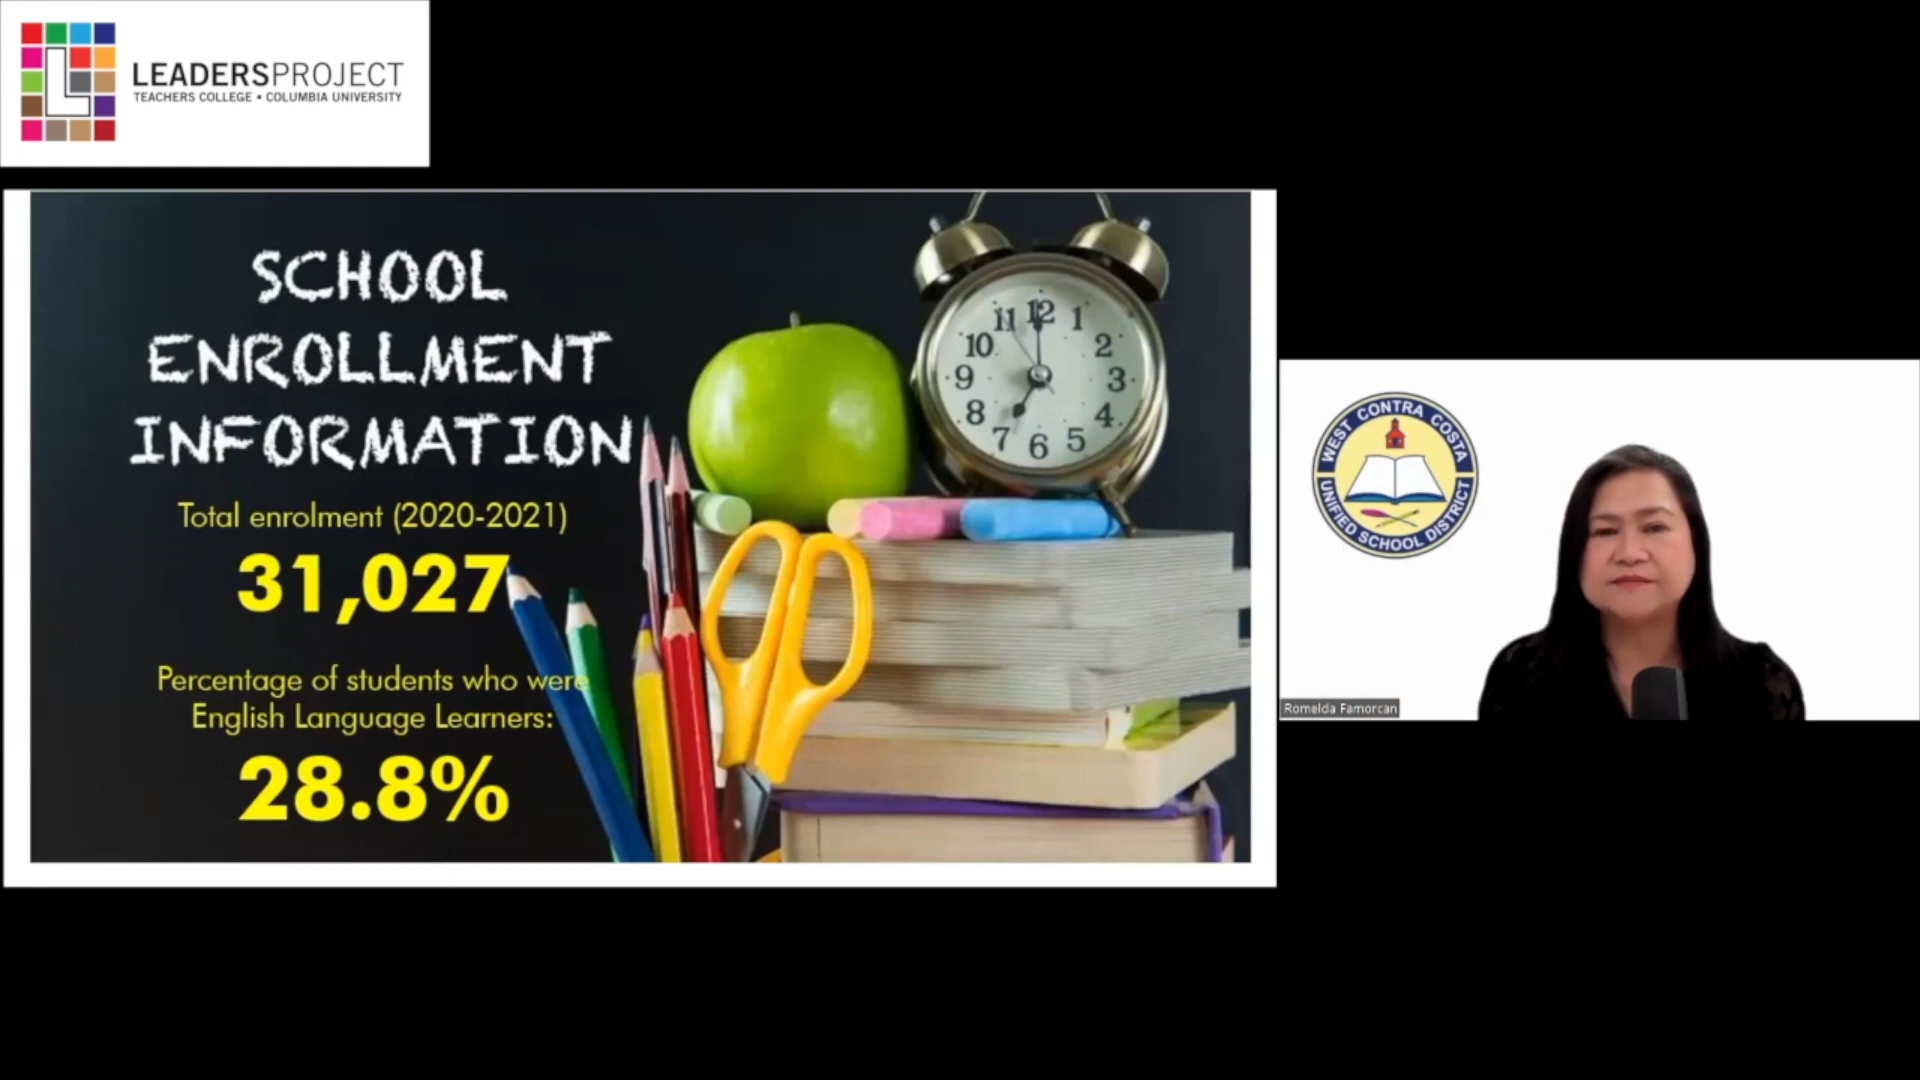 LEADERSPROJECT
TEACHERS COLLEGE • COLUMBIA UNIVERSITY
SCHOOL
ENROLLMENT
INFORMATION
Total enrolment (2020-2021)
31,027
Percentage of students who were
English Language Learners:
28.8%
11 12 1
10 2
9 3
8 4
7 6 5
WEST CONTRA COSTA
UNIFIED SCHOOL DISTRICT
Romelda Famorcan